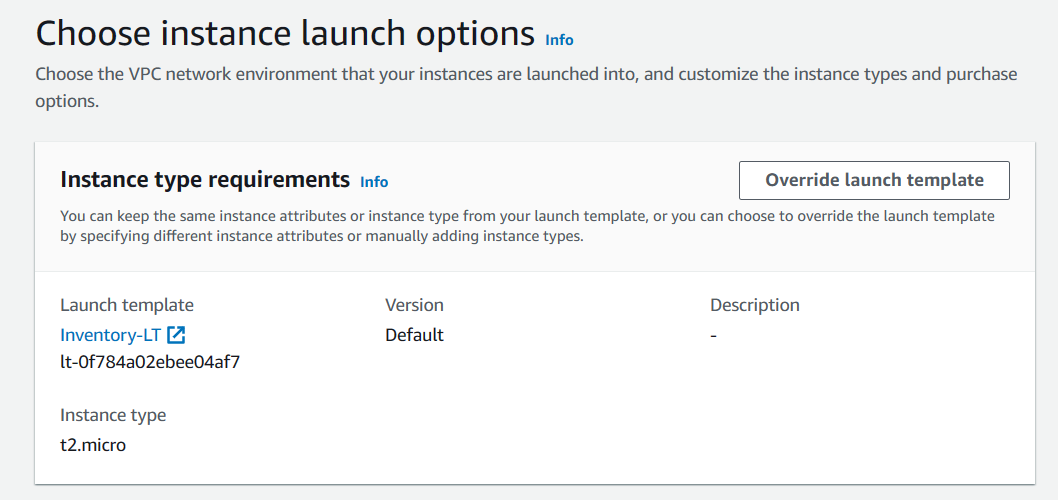 Choose instance launch options Info
Choose the VPC network environment that your instances are launched into, and customize the instance types and purchase
options.
Instance type requirements Info
Override launch template
You can keep the same instance attributes or instance type from your launch template, or you can choose to override the launch template
by specifying different instance attributes or manually adding instance types.
Launch template
Inventory-LT
lt-0f784a02ebee04af7
Version
Default
Description
-
Instance type
t2.micro